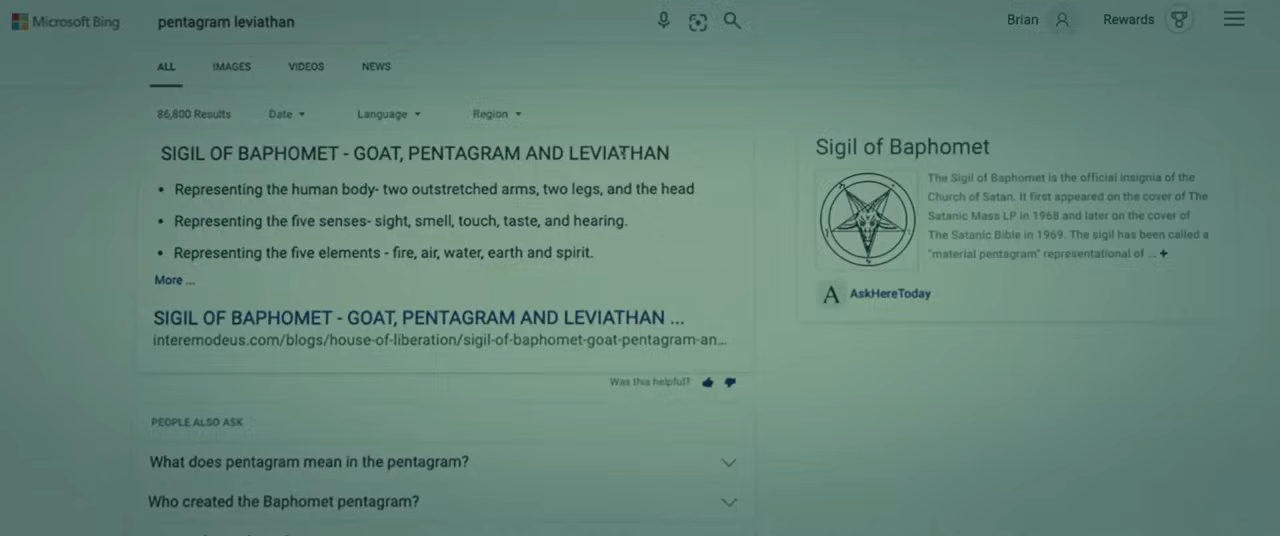 Microsoft Bing
pentagram leviathan
Brian
Rewards
ALL
IMAGES
VIDEOS
NEWS
86,800 Results
Date
Language
Region
SIGIL OF BAPHOMET - GOAT, PENTAGRAM AND LEVIATHAN
• Representing the human body- two outstretched arms, two legs, and the head
• Representing the five senses- sight, smell, touch, taste, and hearing.
• Representing the five elements - fire, air, water, earth and spirit.
More ...
SIGIL OF BAPHOMET - GOAT, PENTAGRAM AND LEVIATHAN ...
interemodeus.com/blogs/house-of-liberation/sigil-of-baphomet-goat-pentagram-an...
Was this helpful?
PEOPLE ALSO ASK
What does pentagram mean in the pentagram?
Who created the Baphomet pentagram?
Sigil of Baphomet
The Sigil of Baphomet is the official insignia of the
Church of Satan. It first appeared on the cover of The
Satanic Mass LP in 1968 and later on the cover of
The Satanic Bible in 1969. The sigil has been called a
"material pentagram" representational of ... +
A AskHereToday